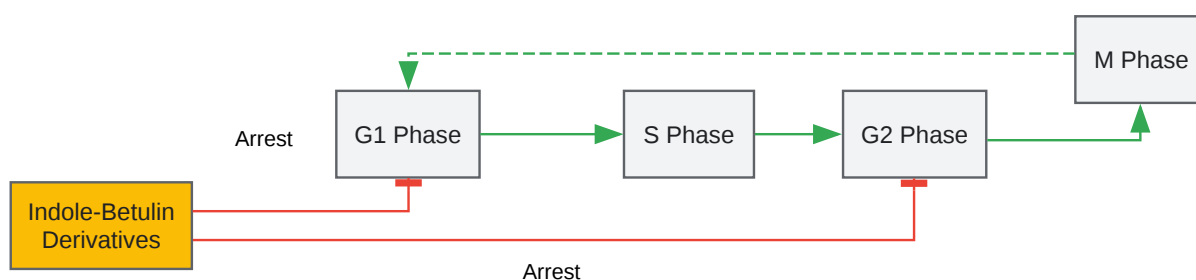 M Phase
G1 Phase
S Phase
G2 Phase
Arrest
Indole-Betulin
Derivatives
Arrest